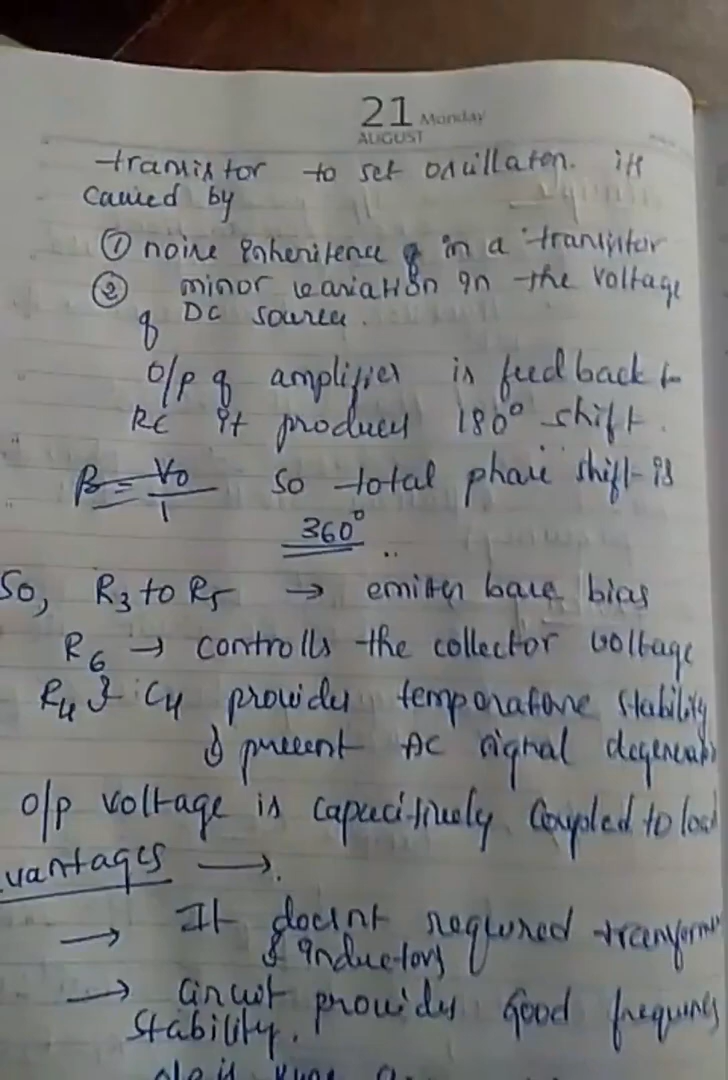 21 Monday
AUGUST
transistor to set oscillation. its
caused by
① noise inheritence in a transistor
② minor variation in the voltage
of DC source.
O/p of amplifier is feedback to
RC it produces 180° shift.
β = Vo / 1 so total phase shift is
360° ..
So, R3 to R5 → emitter base bias
R6 → controlls the collector voltage
R4 & C4 provides temperature stability
& prevent AC signal degenerati
o/p voltage is capacitively coupled to load
vantages →.
→ It doesnt required transform
& inductors
→ Circuit provides Good frequency
stability.